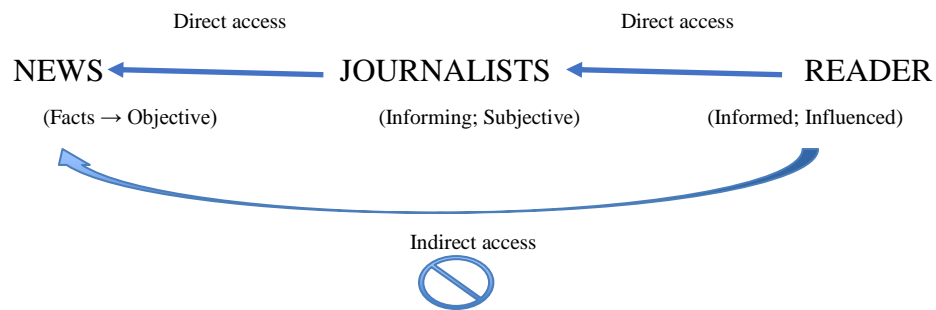 Direct access Direct access
NEWS JOURNALISTS READER
(Facts → Objective) (Informing; Subjective) (Informed; Influenced)
Indirect access